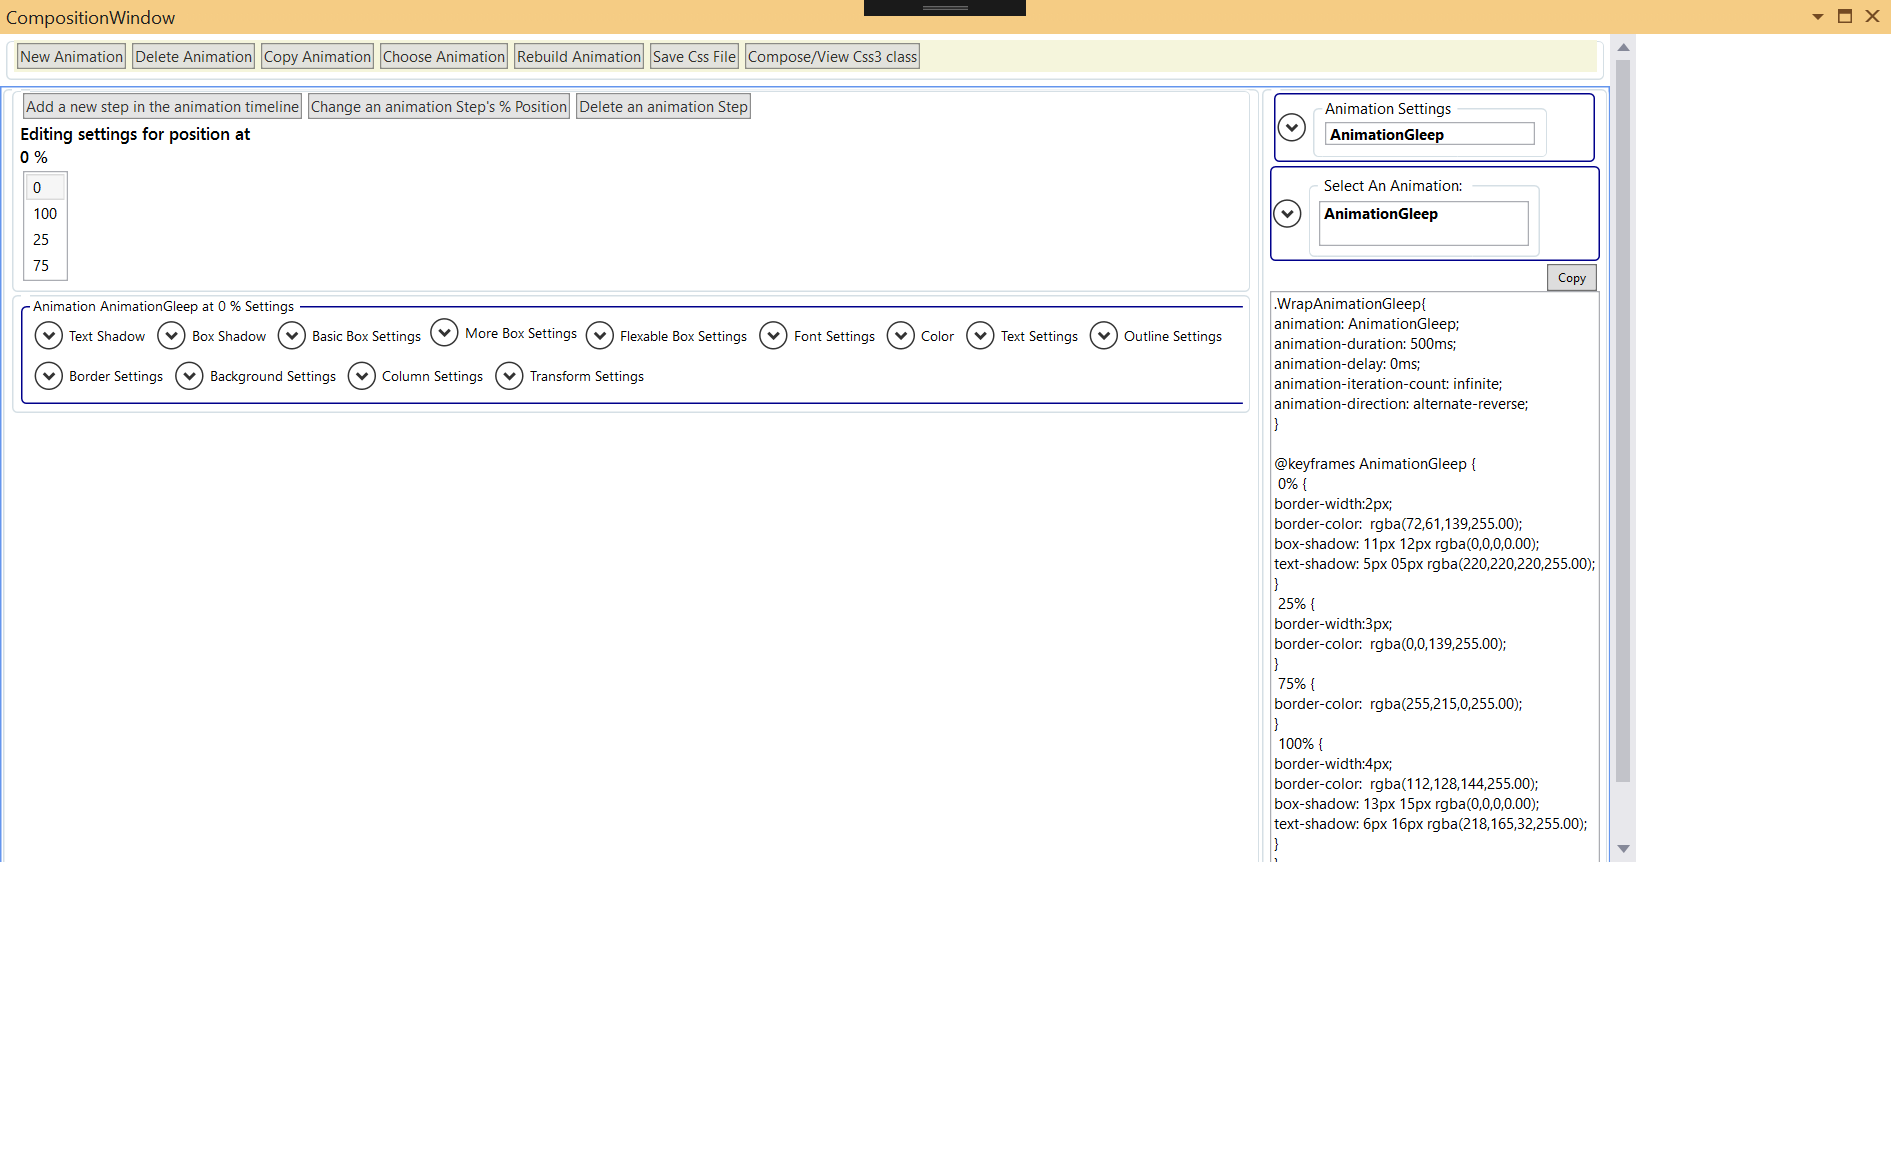 CompositionWindow
New Animation Delete Animation Copy Animation Choose Animation Rebuild Animation Save Css File Compose/View Css3 class
Add a new step in the animation timeline Change an animation Step's % Position Delete an animation Step
Editing settings for position at
0 %
0
100
25
75
Animation AnimationGleep at 0 % Settings
Text Shadow Box Shadow Basic Box Settings More Box Settings Flexable Box Settings Font Settings Color Text Settings Outline Settings
Border Settings Background Settings Column Settings Transform Settings
Animation Settings
AnimationGleep
Select An Animation:
AnimationGleep
Copy
.WrapAnimationGleep{
animation: AnimationGleep;
animation-duration: 500ms;
animation-delay: 0ms;
animation-iteration-count: infinite;
animation-direction: alternate-reverse;
}
@keyframes AnimationGleep {
0% {
border-width:2px;
border-color:  rgba(72,61,139,255.00);
box-shadow: 11px 12px rgba(0,0,0,0.00);
text-shadow: 5px 05px rgba(220,220,220,255.00);
}
25% {
border-width:3px;
border-color:  rgba(0,0,139,255.00);
}
75% {
border-color:  rgba(255,215,0,255.00);
}
100% {
border-width:4px;
border-color:  rgba(112,128,144,255.00);
box-shadow: 13px 15px rgba(0,0,0,0.00);
text-shadow: 6px 16px rgba(218,165,32,255.00);
}